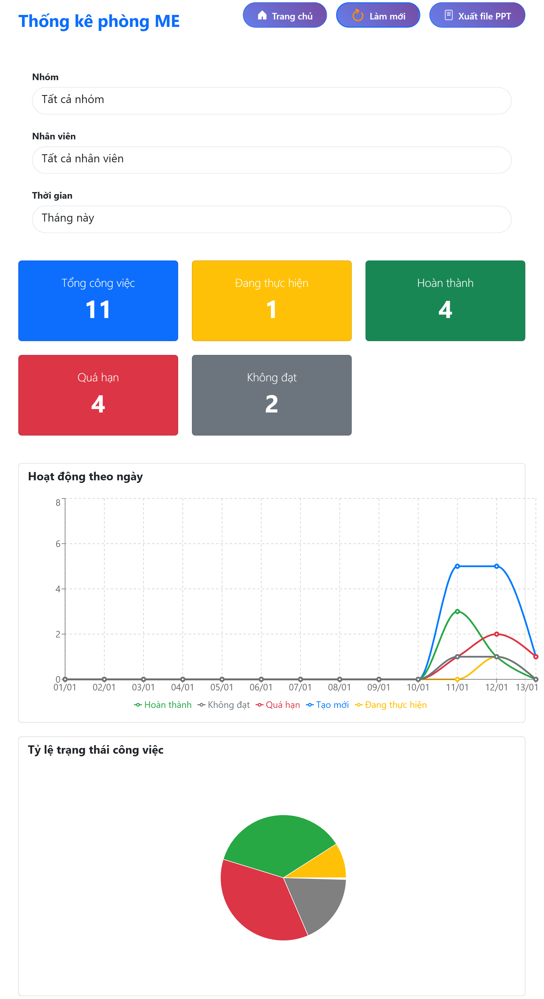 Thống kê phòng ME
Trang chủ
Làm mới
Xuất file PPT
Nhóm
Tất cả nhóm
Nhân viên
Tất cả nhân viên
Thời gian
Tháng này
Tổng công việc
11
Đang thực hiện
1
Hoàn thành
4
Quá hạn
4
Không đạt
2
Hoạt động theo ngày
8
6
4
2
0
01/01 02/01 03/01 04/01 05/01 06/01 07/01 08/01 09/01 10/01 11/01 12/01 13/01
Hoàn thành Không đạt Quá hạn Tạo mới Đang thực hiện
Tỷ lệ trạng thái công việc